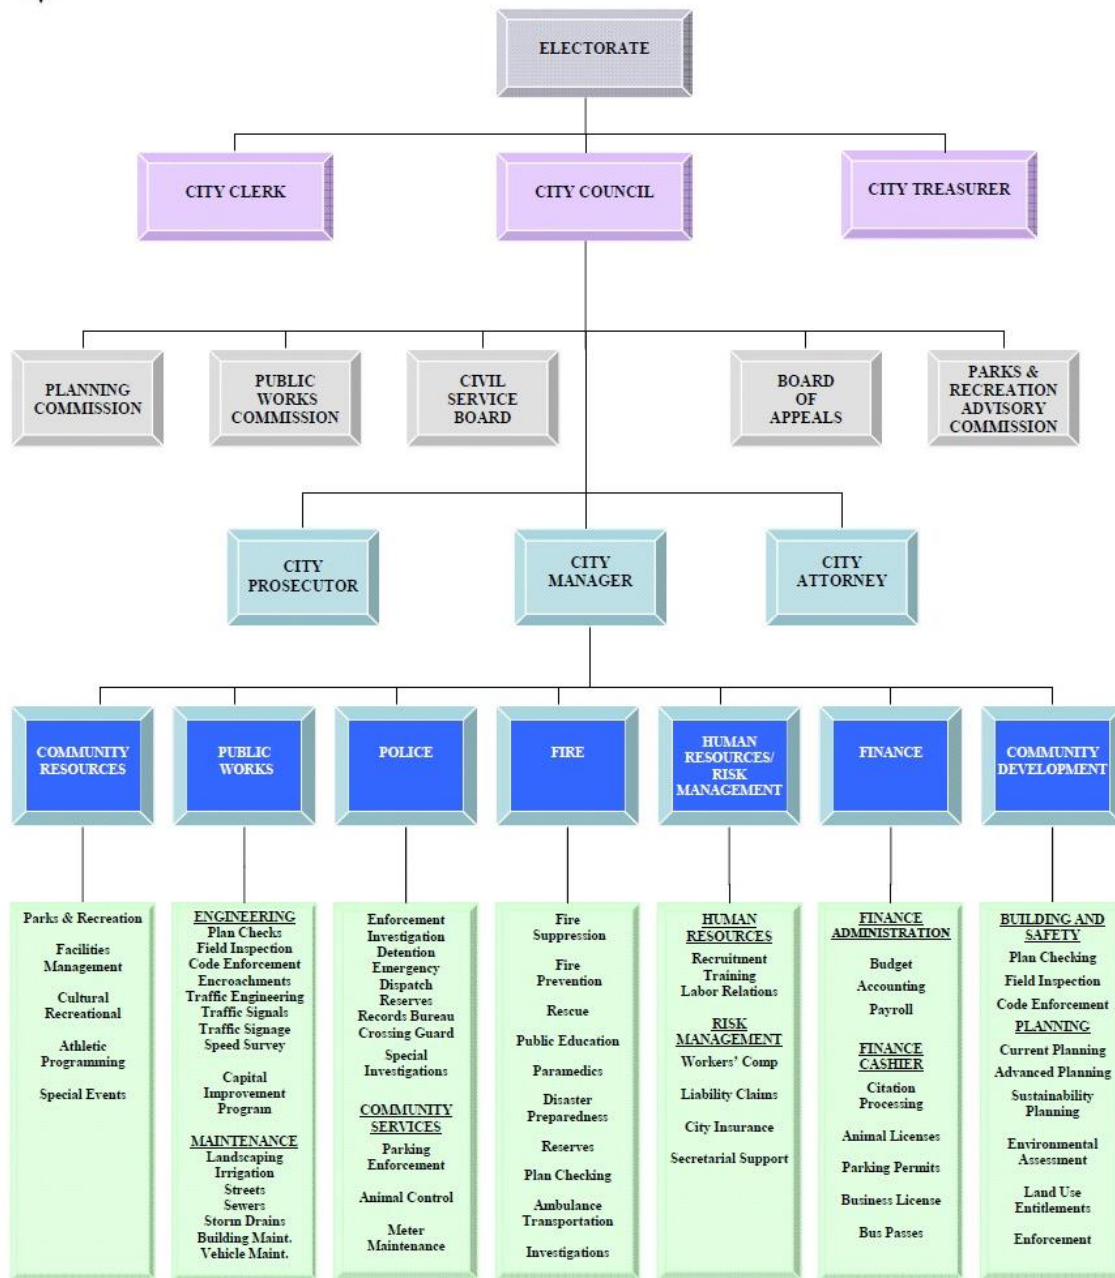 ELECTORATE
CITY CLERK
CITY COUNCIL
CITY TREASURER
PLANNING
COMMISSION
PUBLIC
WORKS
COMMISSION
CIVIL
SERVICE
BOARD
BOARD
OF
APPEALS
PARKS &
RECREATION
ADVISORY
COMMISSION
CITY
PROSECUTOR
CITY
MANAGER
CITY
ATTORNEY
COMMUNITY
RESOURCES
PUBLIC
WORKS
POLICE
FIRE
HUMAN
RESOURCES/
RISK
MANAGEMENT
FINANCE
COMMUNITY
DEVELOPMENT
Parks & Recreation
Facilities
Management
Cultural
Recreational
Athletic
Programming
Special Events
ENGINEERING
Plan Checks
Field Inspection
Code Enforcement
Encroachments
Traffic Engineering
Traffic Signals
Traffic Signage
Speed Survey
Capital
Improvement
Program
MAINTENANCE
Landscaping
Irrigation
Streets
Sewers
Storm Drains
Building Maint.
Vehicle Maint.
Enforcement
Investigation
Detention
Emergency
Dispatch
Reserves
Records Bureau
Crossing Guard
Special
Investigations
COMMUNITY
SERVICES
Parking
Enforcement
Animal Control
Meter
Maintenance
Fire
Suppression
Fire
Prevention
Rescue
Public Education
Paramedics
Disaster
Preparedness
Reserves
Plan Checking
Ambulance
Transportation
Investigations
HUMAN
RESOURCES
Recruitment
Training
Labor Relations
RISK
MANAGEMENT
Workers' Comp
Liability Claims
City Insurance
Secretarial Support
FINANCE
ADMINISTRATION
Budget
Accounting
Payroll
FINANCE
CASHIER
Citation
Processing
Animal Licenses
Parking Permits
Business License
Bus Passes
BUILDING AND
SAFETY
Plan Checking
Field Inspection
Code Enforcement
PLANNING
Current Planning
Advanced Planning
Sustainability
Planning
Environmental
Assessment
Land Use
Entitlements
Enforcement